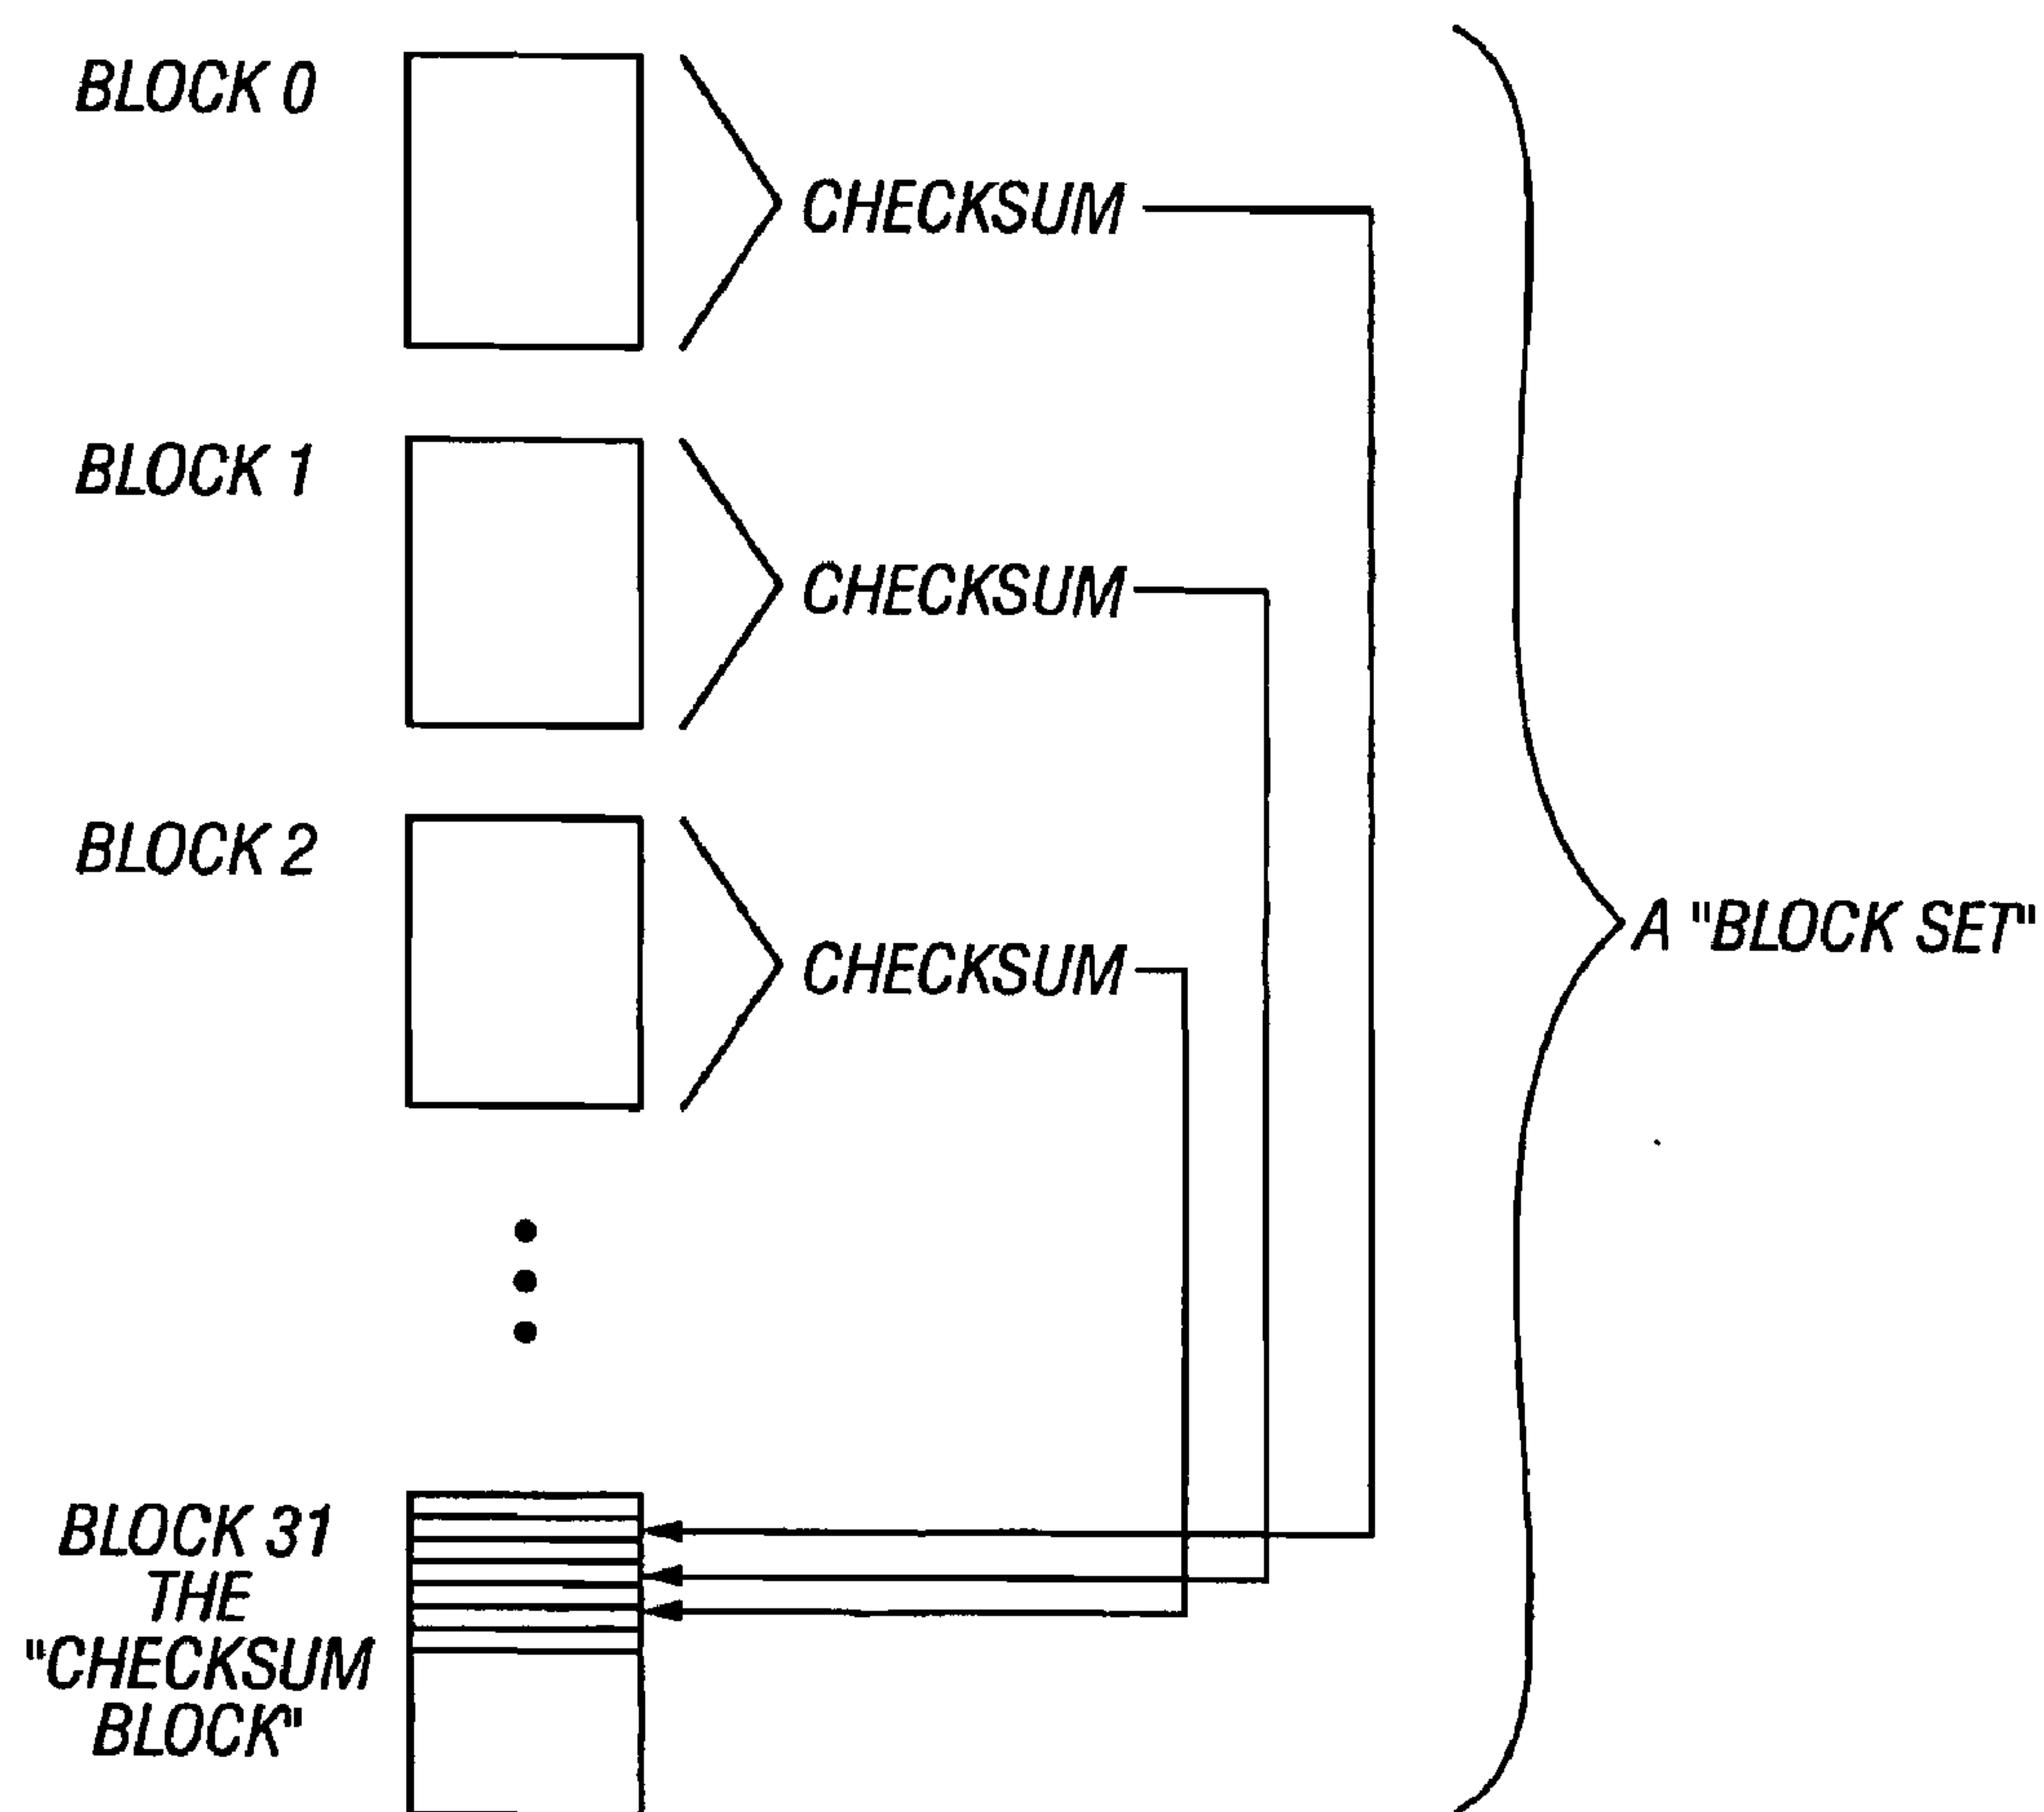 BLOCK 0
CHECKSUM
BLOCK 1
CHECKSUM
BLOCK 2
CHECKSUM
A "BLOCK SET"
BLOCK 31
THE
"CHECKSUM
BLOCK"